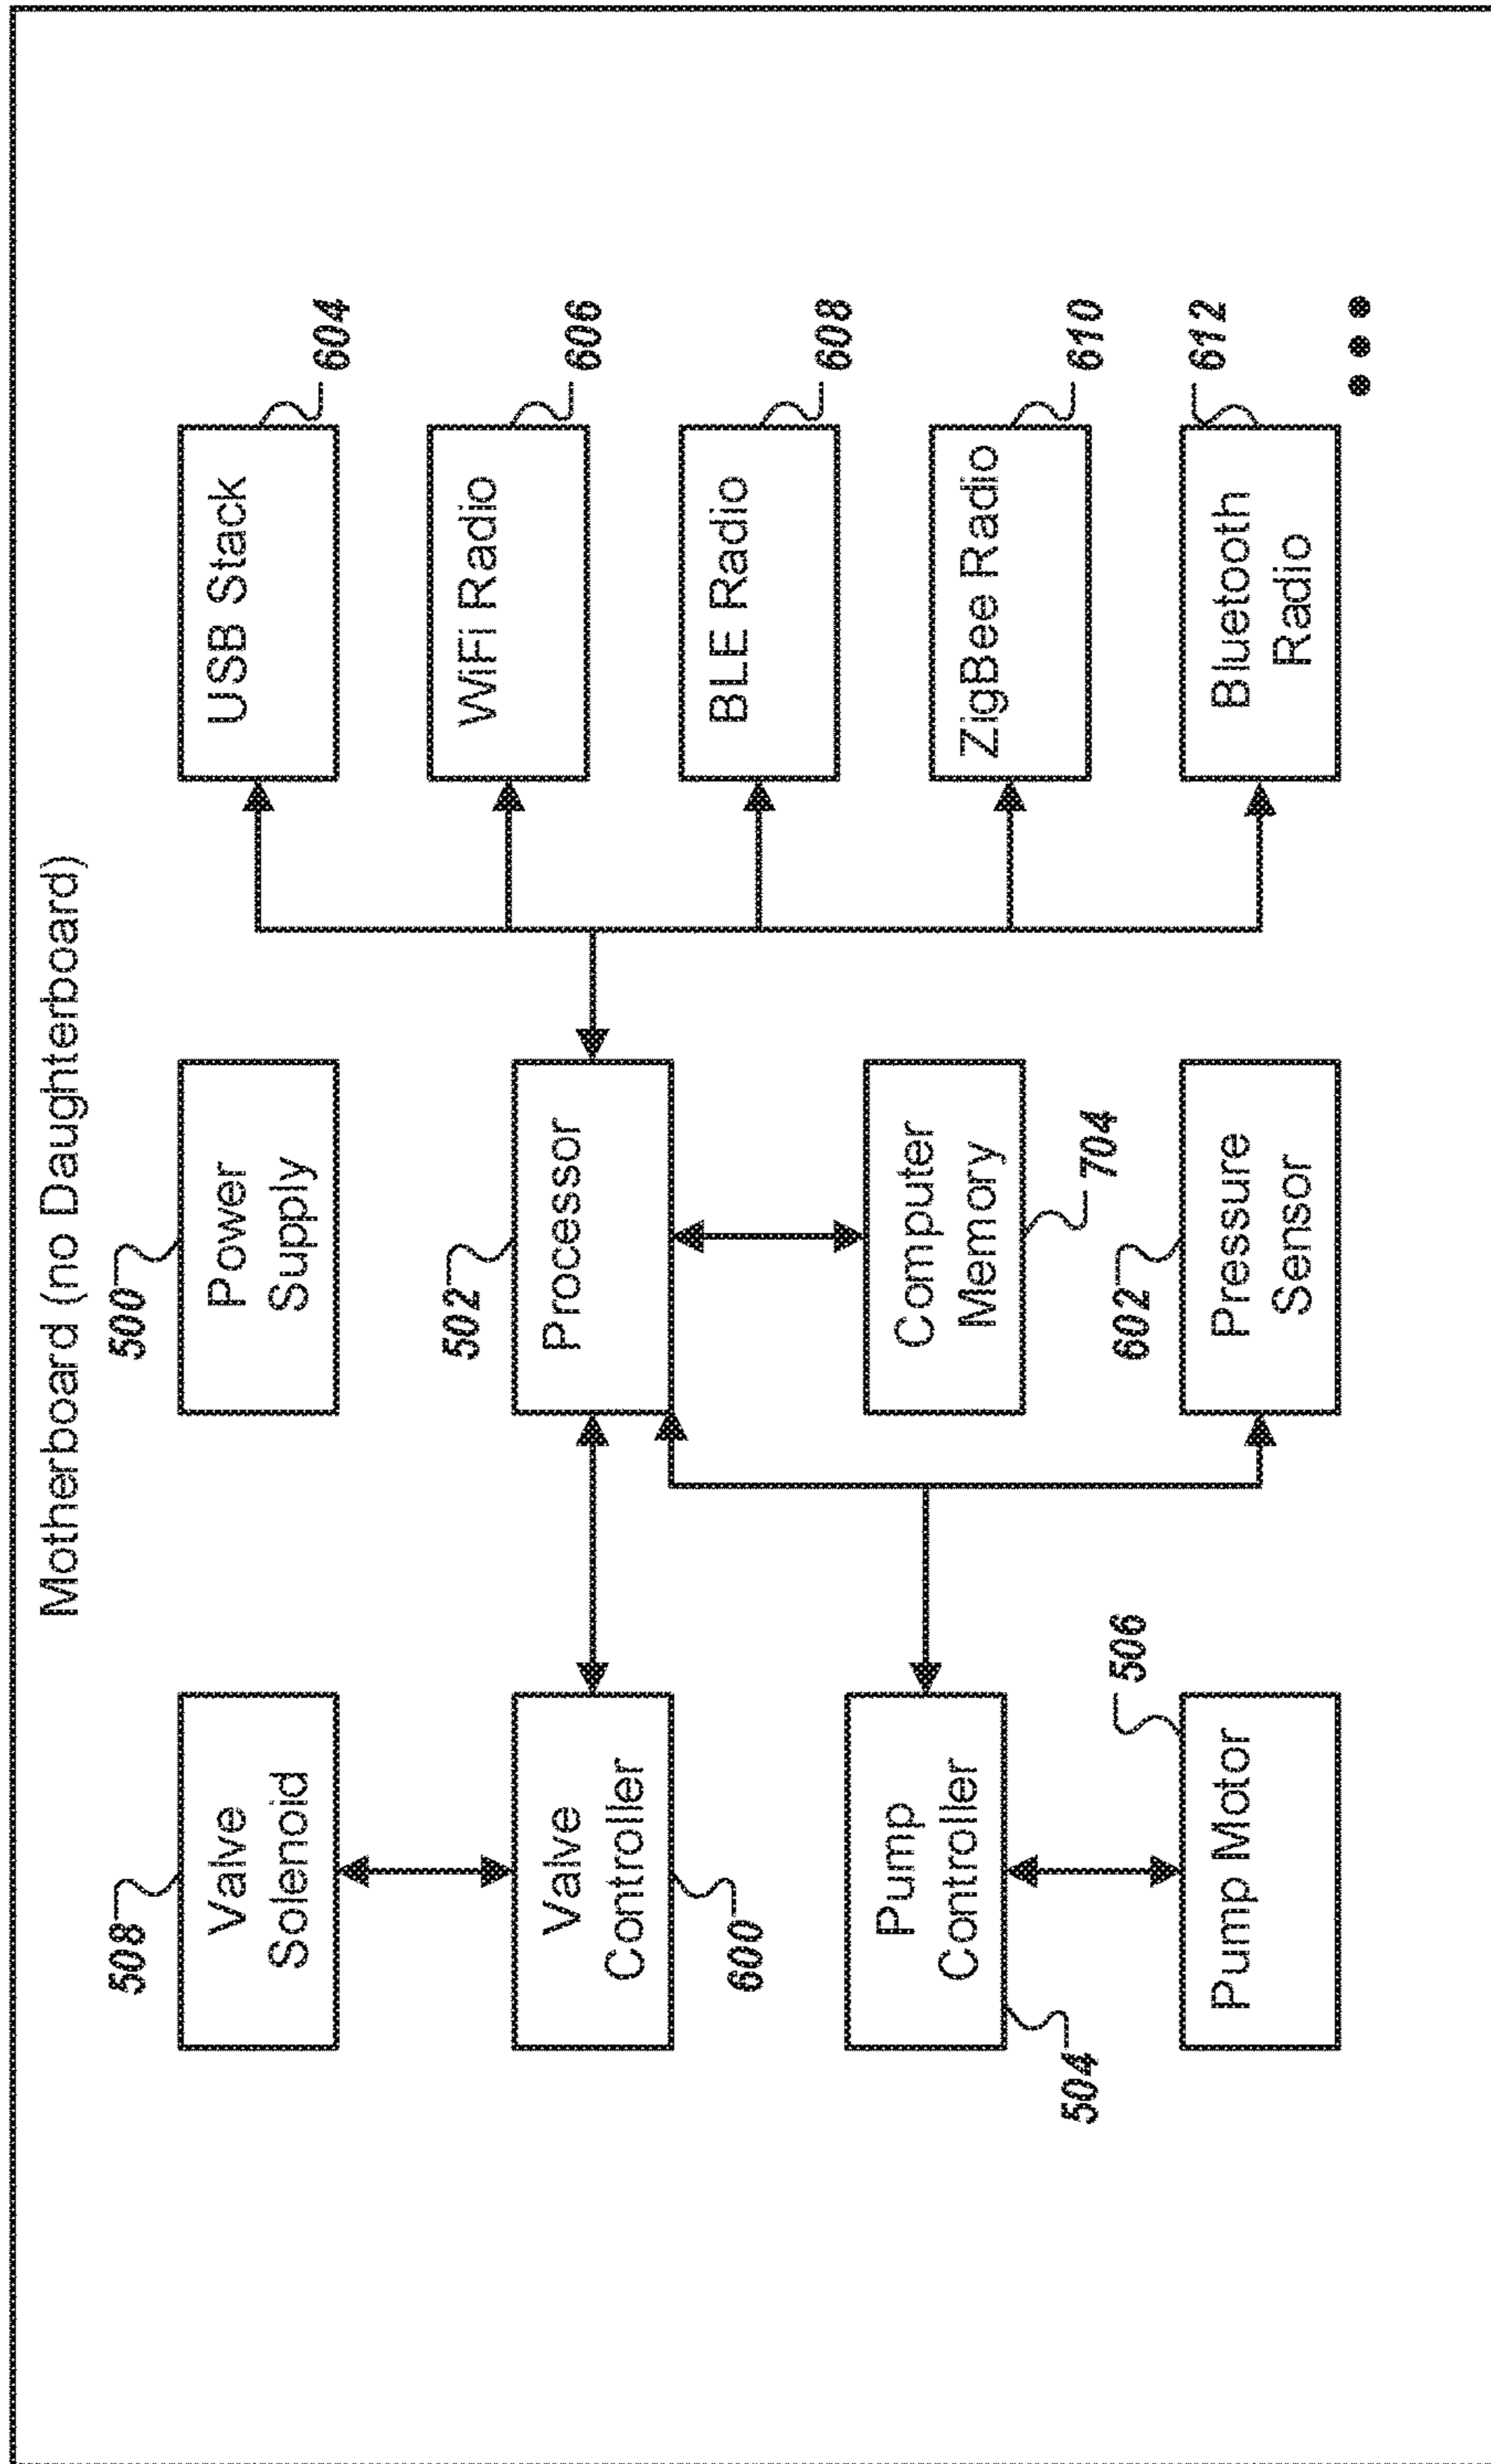 Motherboard (no Daughterboard)
508
Valve
Solenoid
500
Power
Supply
USB Stack
604
Valve
Controller
600
502
Processor
WiFi Radio
606
Pump
Controller
504
Computer
Memory
704
BLE Radio
608
ZigBee Radio
610
506
Pump Motor
602
Pressure
Sensor
612
Bluetooth
Radio